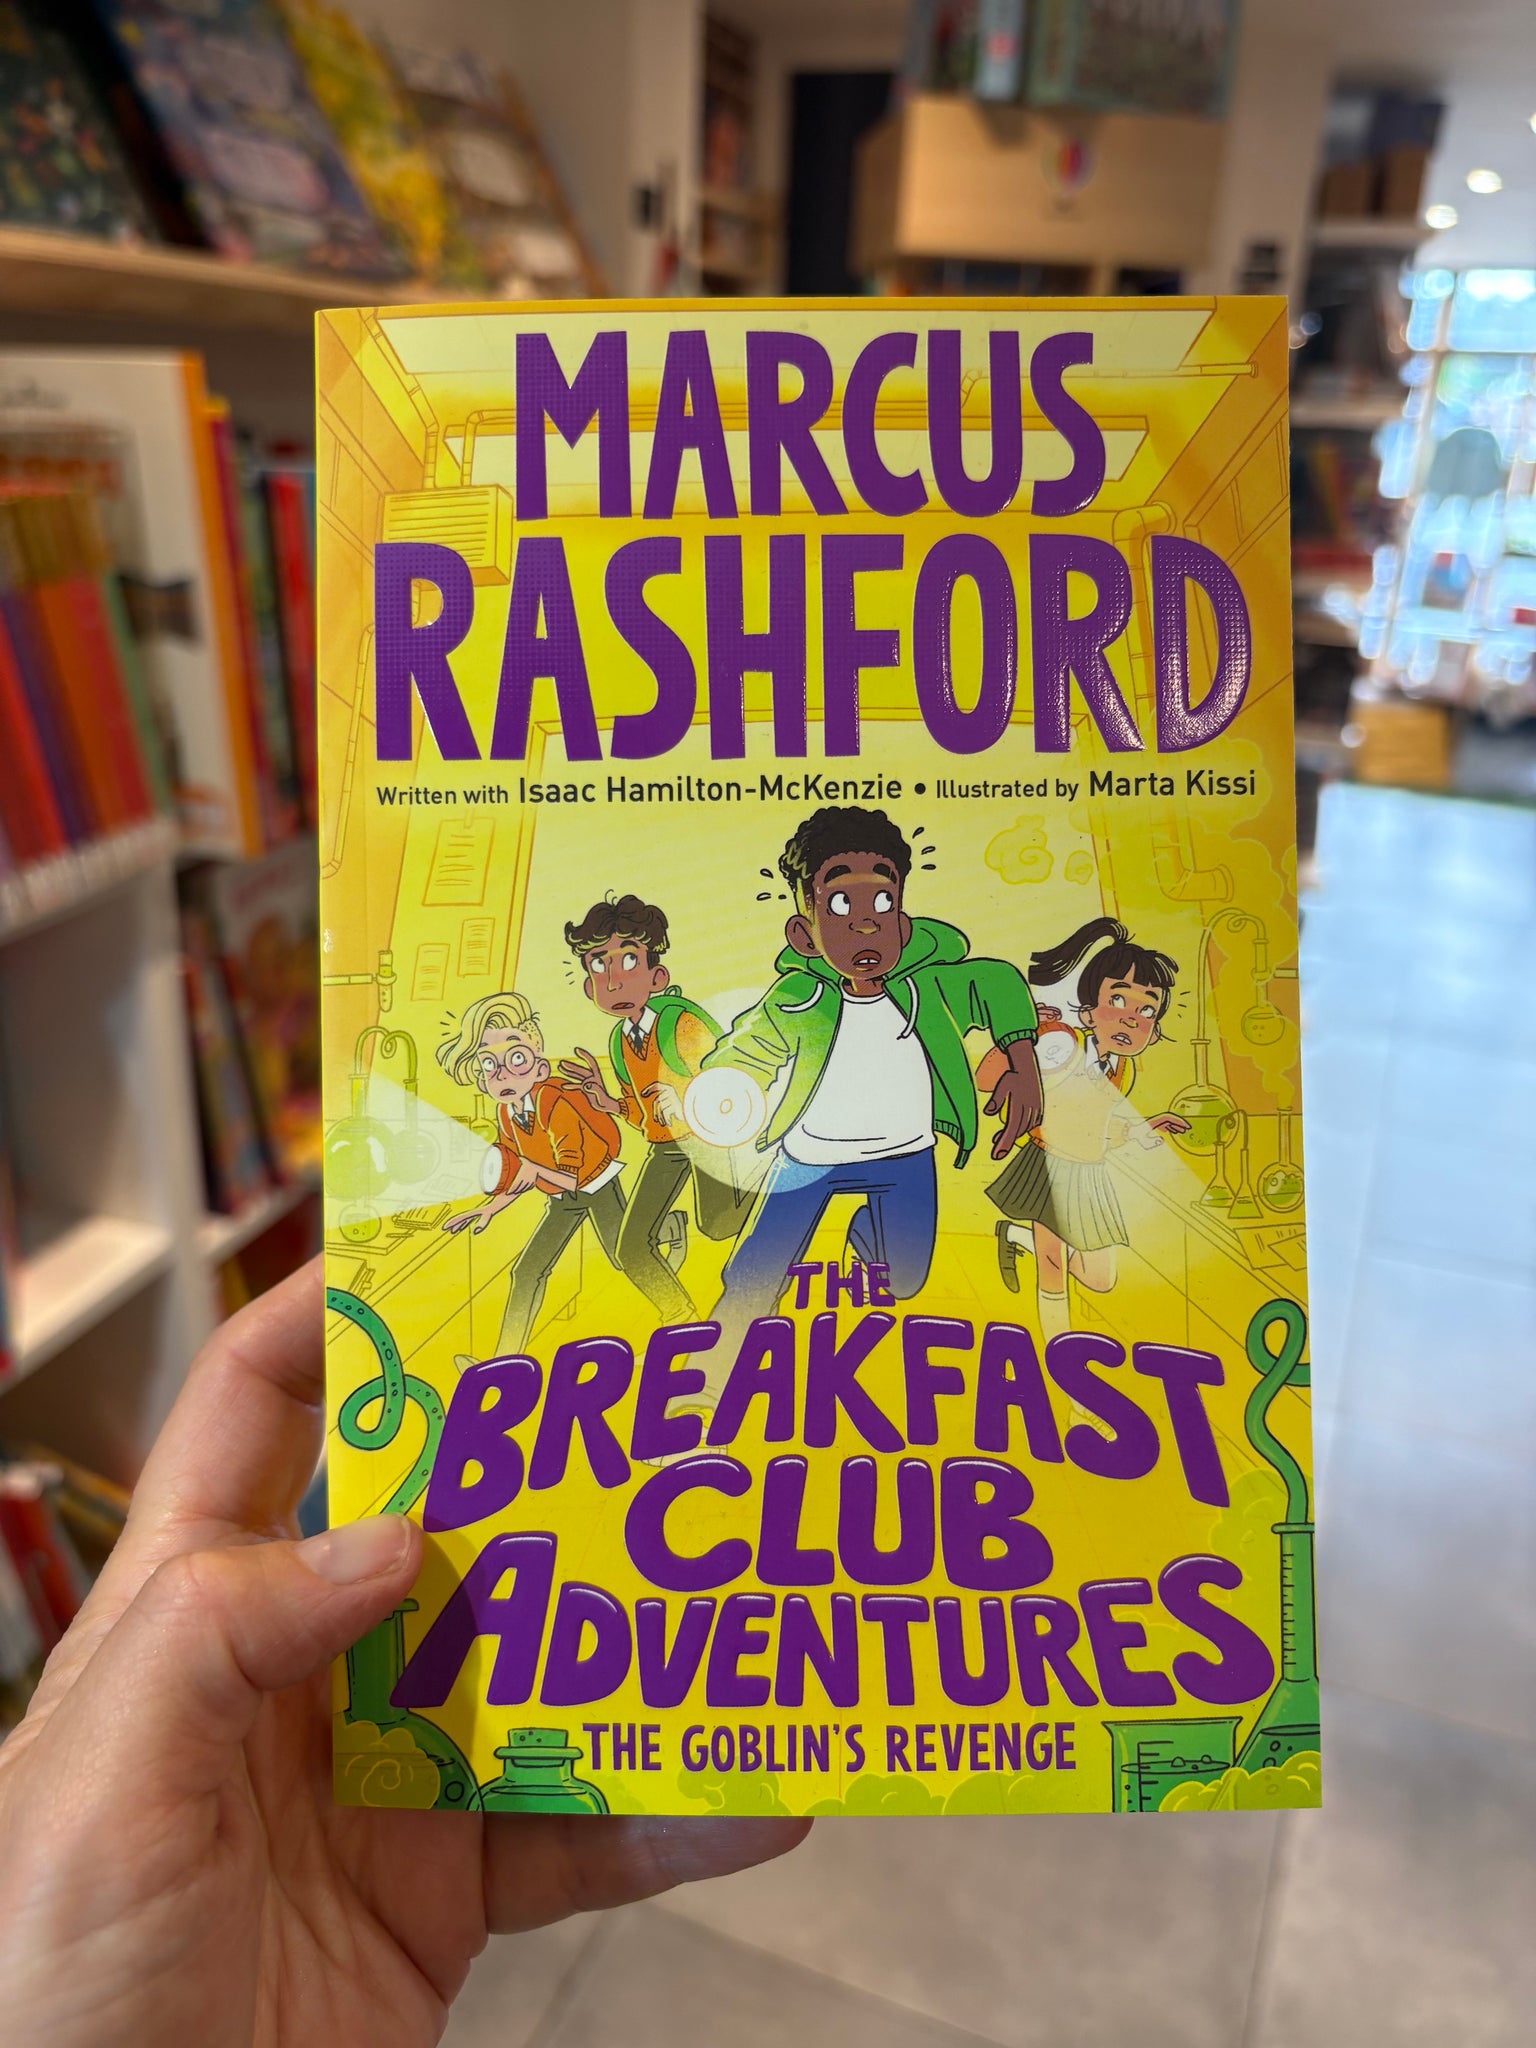 MARCUS
RASHFORD
Written with Isaac Hamilton-McKenzie • Illustrated by Marta Kissi
THE
BREAKFAST
CLUB
ADVENTURES
THE GOBLIN'S REVENGE